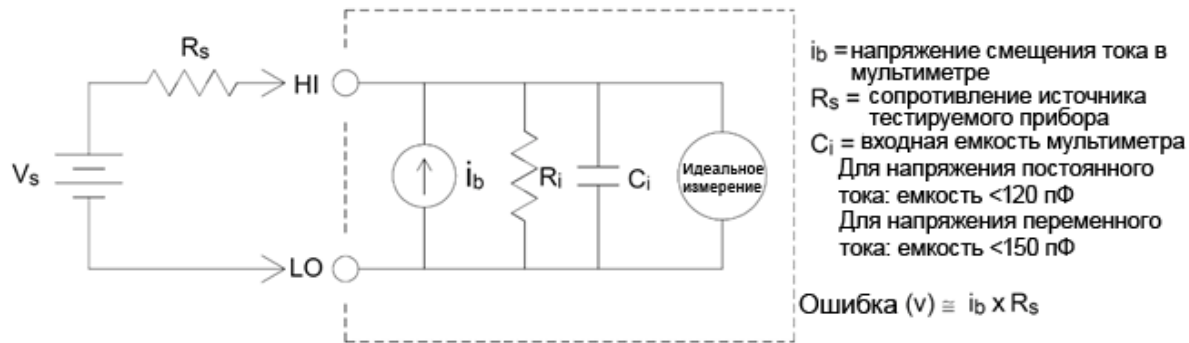 Rs
HI
Vs
ib
Ri
Ci
Идеальное
измерение
LO
ib = напряжение смещения тока в
мультиметре
Rs = сопротивление источника
тестируемого прибора
Ci = входная емкость мультиметра
Для напряжения постоянного
тока: емкость <120 пФ
Для напряжения переменного
тока: емкость <150 пФ
Ошибка (v) ≅ ib x Rs